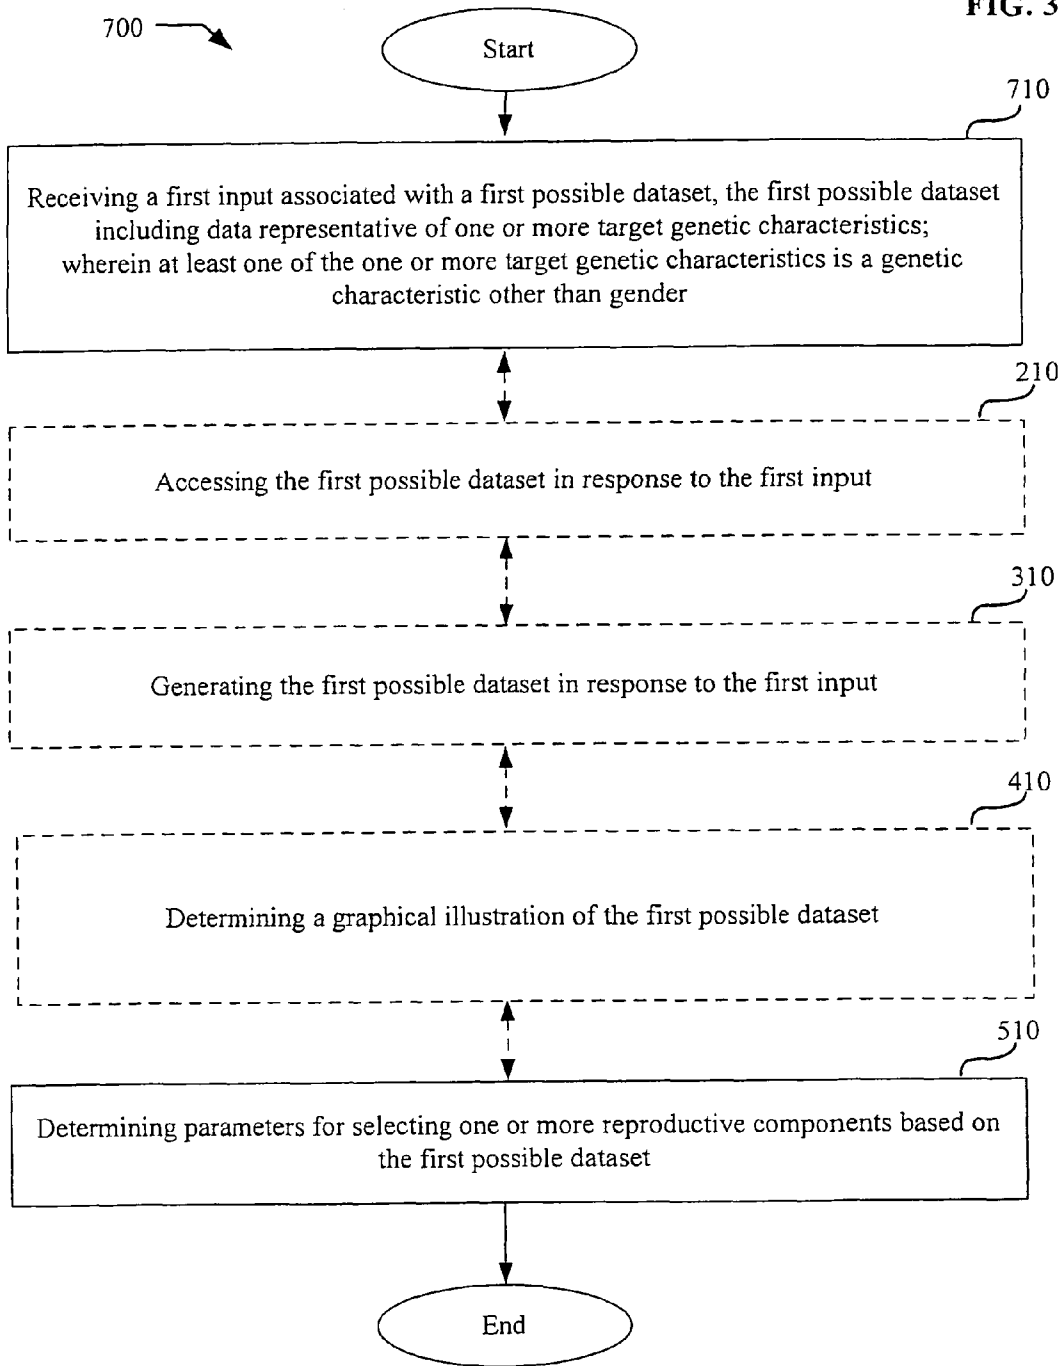 FIG. 3
700
Start
710
Receiving a first input associated with a first possible dataset, the first possible dataset
including data representative of one or more target genetic characteristics;
wherein at least one of the one or more target genetic characteristics is a genetic
characteristic other than gender
210
Accessing the first possible dataset in response to the first input
310
Generating the first possible dataset in response to the first input
410
Determining a graphical illustration of the first possible dataset
510
Determining parameters for selecting one or more reproductive components based on
the first possible dataset
End